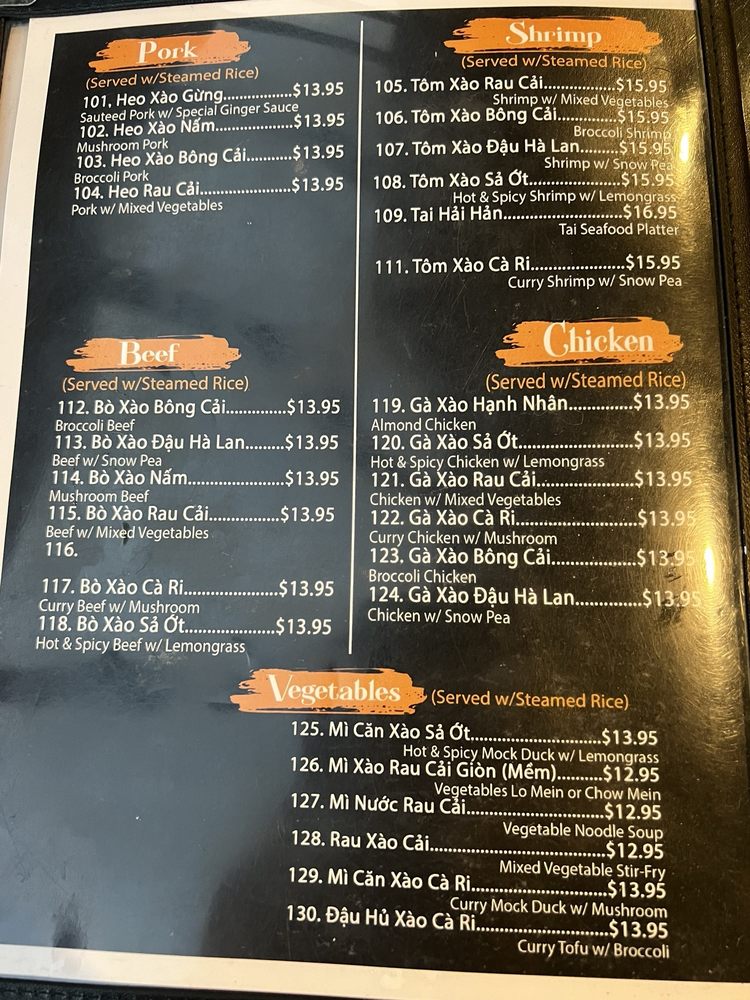 Pork
(Served w/Steamed Rice)
101. Heo Xào Gừng.................$13.95
Sauteed Pork w/ Special Ginger Sauce
102. Heo Xào Nấm...................$13.95
Mushroom Pork
103. Heo Xào Bông Cải...........$13.95
Broccoli Pork
104. Heo Rau Cải.....................$13.95
Pork w/ Mixed Vegetables
Shrimp
(Served w/Steamed Rice)
105. Tôm Xào Rau Cải...............$15.95
Shrimp w/ Mixed Vegetables
106. Tôm Xào Bông Cải.............$15.95
Broccoli Shrimp
107. Tôm Xào Đậu Hà Lan........$15.95
Shrimp w/ Snow Pea
108. Tôm Xào Sả Ớt...................$15.95
Hot & Spicy Shrimp w/ Lemongrass
109. Tai Hải Hản.........................$16.95
Tai Seafood Platter
111. Tôm Xào Cà Ri.....................$15.95
Curry Shrimp w/ Snow Pea
Beef
(Served w/Steamed Rice)
112. Bò Xào Bông Cải.............$13.95
Broccoli Beef
113. Bò Xào Đậu Hà Lan.........$13.95
Beef w/ Snow Pea
114. Bò Xào Nấm.....................$13.95
Mushroom Beef
115. Bò Xào Rau Cải................$13.95
Beef w/ Mixed Vegetables
116.
117. Bò Xào Cà Ri.....................$13.95
Curry Beef w/ Mushroom
118. Bò Xào Sả Ớt....................$13.95
Hot & Spicy Beef w/ Lemongrass
Chicken
(Served w/Steamed Rice)
119. Gà Xào Hạnh Nhân..............$13.95
Almond Chicken
120. Gà Xào Sả Ớt.........................$13.95
Hot & Spicy Chicken w/ Lemongrass
121. Gà Xào Rau Cải.....................$13.95
Chicken w/ Mixed Vegetables
122. Gà Xào Cà Ri..........................$13.95
Curry Chicken w/ Mushroom
123. Gà Xào Bông Cải..................$13.95
Broccoli Chicken
124. Gà Xào Đậu Hà Lan..............$13.95
Chicken w/ Snow Pea
Vegetables (Served w/Steamed Rice)
125. Mì Căn Xào Sả Ớt............................$13.95
Hot & Spicy Mock Duck w/ Lemongrass
126. Mì Xào Rau Cải Giòn (Mềm)..........$12.95
Vegetables Lo Mein or Chow Mein
127. Mì Nước Rau Cải..............................$12.95
Vegetable Noodle Soup
128. Rau Xào Cải......................................$12.95
Mixed Vegetable Stir-Fry
129. Mì Căn Xào Cà Ri.............................$13.95
Curry Mock Duck w/ Mushroom
130. Đậu Hủ Xào Cà Ri............................$13.95
Curry Tofu w/ Broccoli